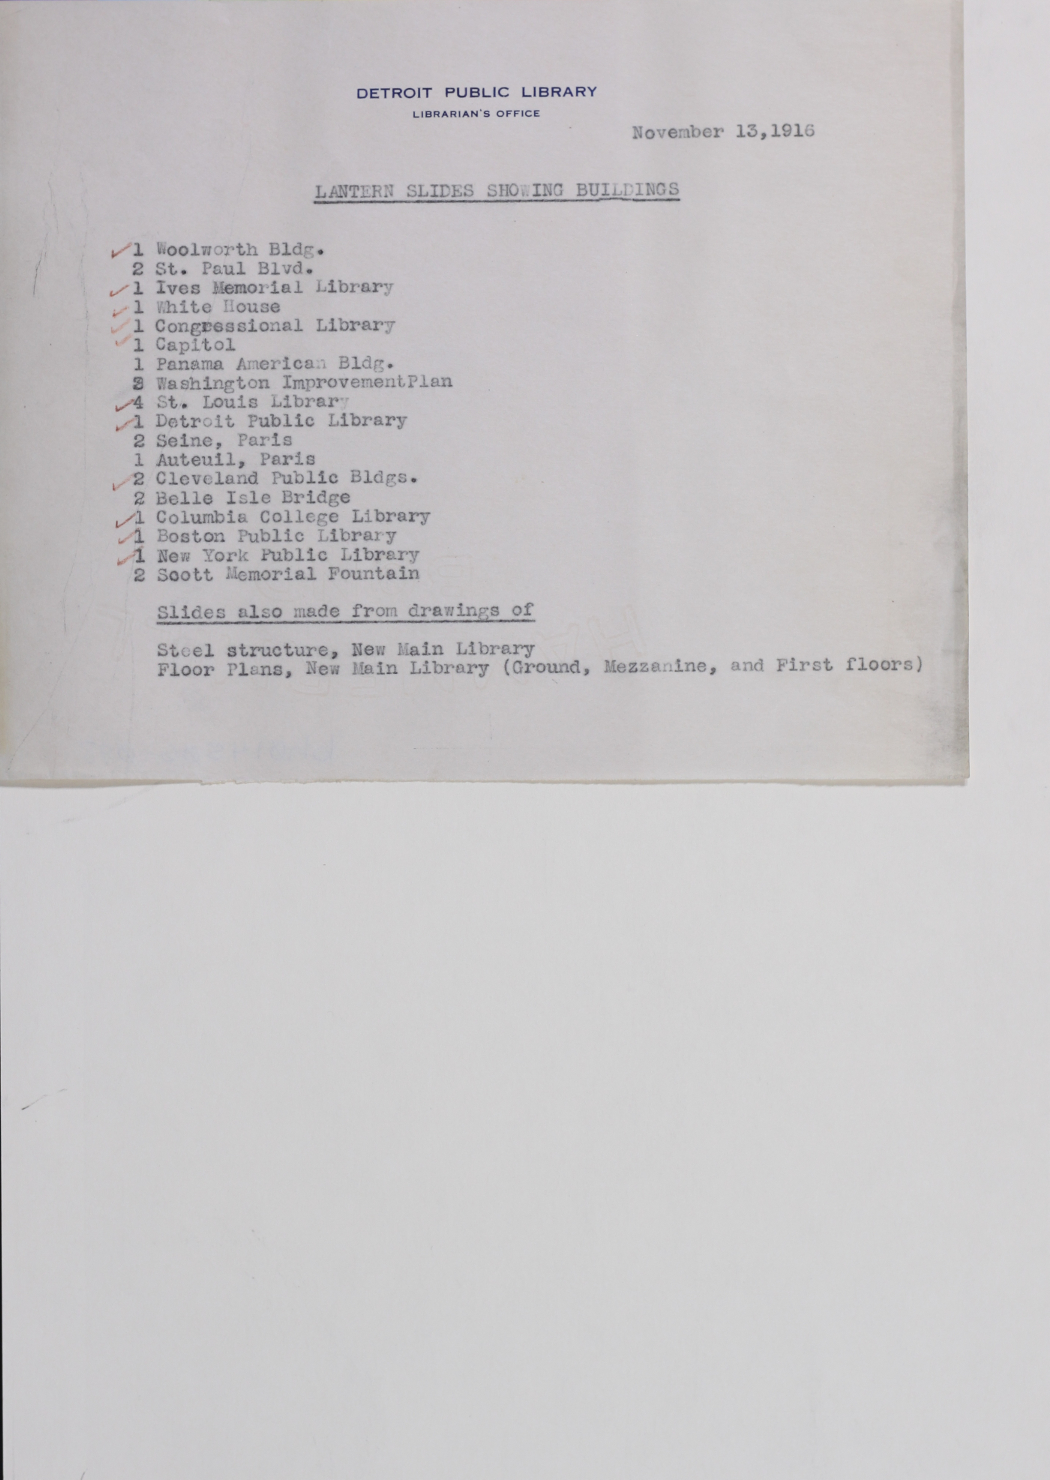 DETROIT PUBLIC LIBRARY
LIBRARIAN'S OFFICE
November 13,1916
LANTERN SLIDES SHOWING BUILDINGS
✓1 Woolworth Bldg.
2 St. Paul Blvd.
✓1 Ives Memorial Library
✓1 White House
✓1 Congressional Library
✓1 Capitol
1 Panama American Bldg.
3 Washington ImprovementPlan
✓4 St. Louis Library
✓1 Detroit Public Library
2 Seine, Paris
1 Auteuil, Paris
✓2 Cleveland Public Bldgs.
2 Belle Isle Bridge
✓1 Columbia College Library
✓1 Boston Public Library
✓1 New York Public Library
2 Scott Memorial Fountain
Slides also made from drawings of
Steel structure, New Main Library
Floor Plans, New Main Library (Ground, Mezzanine, and First floors)